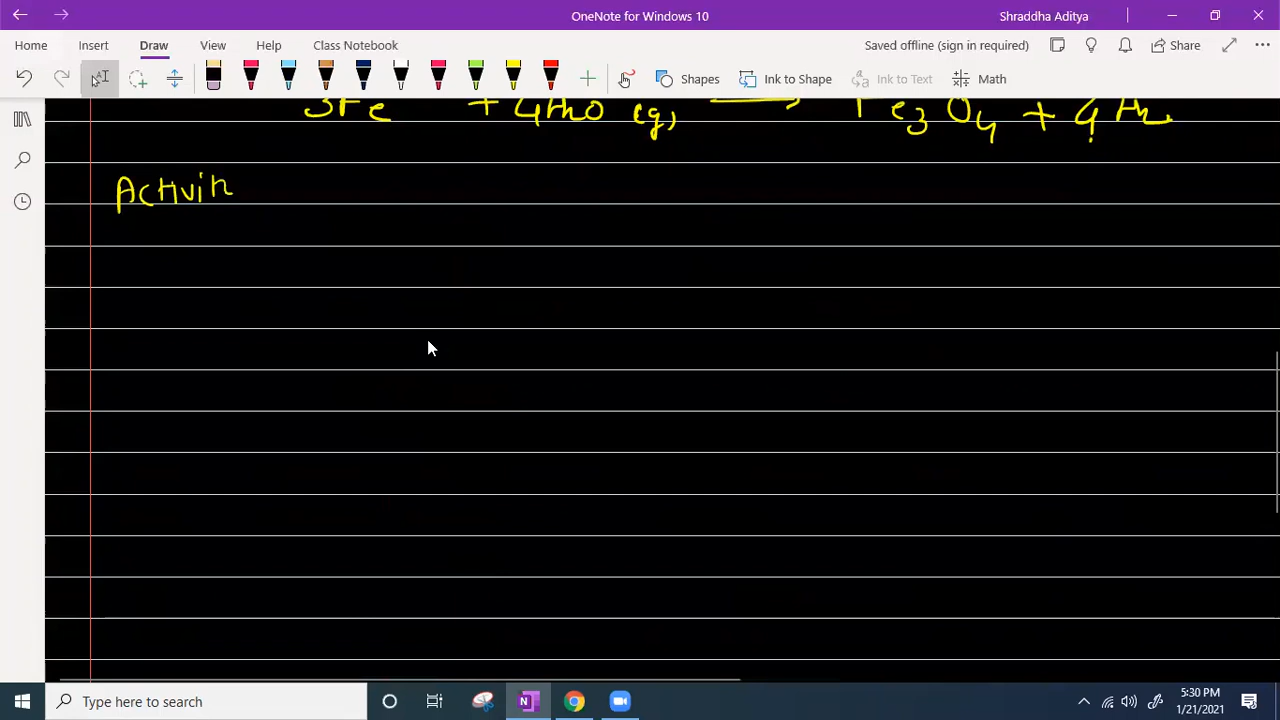 OneNote for Windows 10
Shraddha Aditya
Home Insert Draw View Help Class Notebook
Saved offline (sign in required)
Share
Shapes
Ink to Shape
Ink to Text
Math
3Fe + 4H2O (g) → Fe3O4 + 4H2
Activit
Type here to search
5:30 PM
1/21/2021